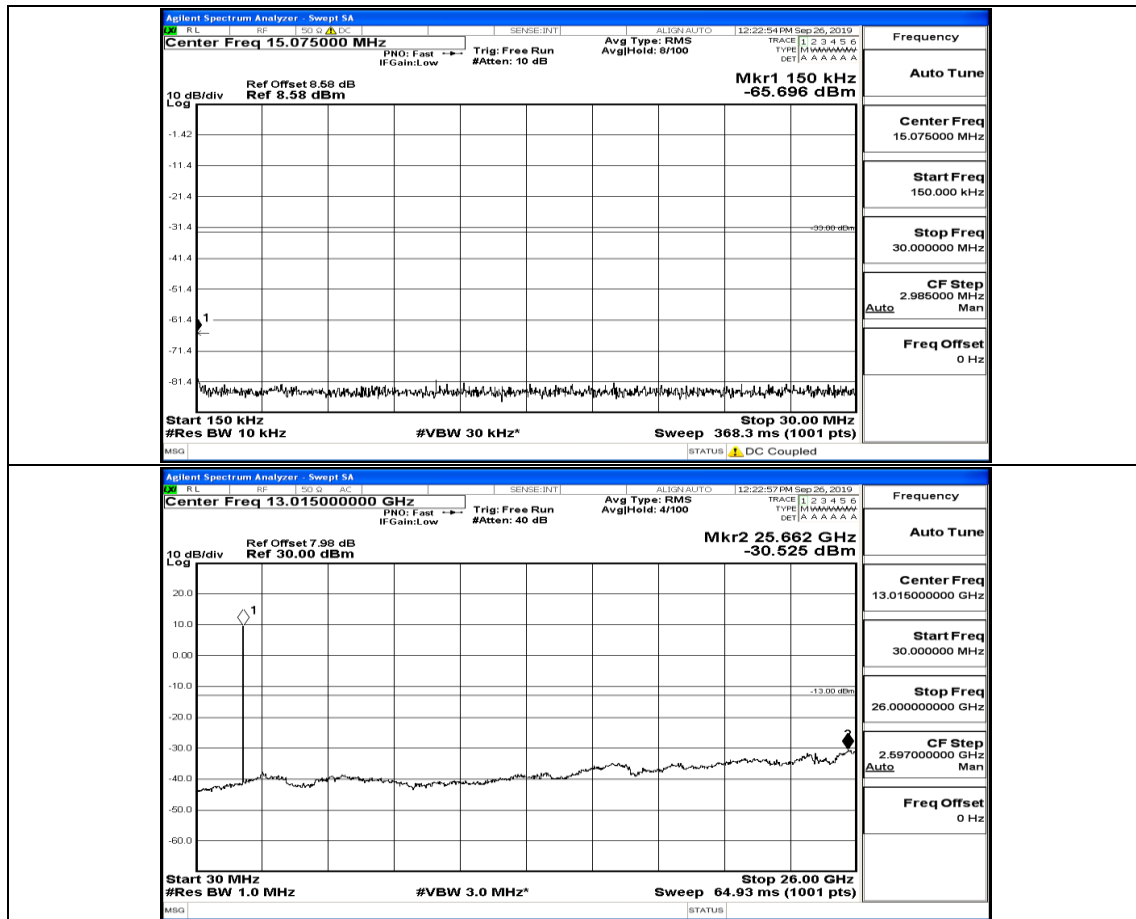 Agilent Spectrum Analyzer - Swept SA
LXI RL RF 50 Ω DC SENSE:INT ALIGN AUTO 12:22:54 PM Sep 26, 2019
Center Freq 15.075000 MHz
PNO: Fast
IFGain:Low
Trig: Free Run
#Atten: 10 dB
Avg Type: RMS
Avg|Hold: 8/100
TRACE 1 2 3 4 5 6
TYPE M
DET A A A A A A
Frequency
Auto Tune
Mkr1 150 kHz
-65.696 dBm
Ref Offset 8.58 dB
10 dB/div Ref 8.58 dBm
Log
-1.42
-11.4
-21.4
-31.4
-33.00 dBm
-41.4
-51.4
-61.4
1
-71.4
-81.4
Center Freq
15.075000 MHz
Start Freq
150.000 kHz
Stop Freq
30.000000 MHz
CF Step
2.985000 MHz
Auto Man
Freq Offset
0 Hz
Start 150 kHz Stop 30.00 MHz
#Res BW 10 kHz #VBW 30 kHz* Sweep 368.3 ms (1001 pts)
MSG STATUS DC Coupled
Agilent Spectrum Analyzer - Swept SA
LXI RL RF 50 Ω AC SENSE:INT ALIGN AUTO 12:22:57 PM Sep 26, 2019
Center Freq 13.015000000 GHz
PNO: Fast
IFGain:Low
Trig: Free Run
#Atten: 40 dB
Avg Type: RMS
Avg|Hold: 4/100
TRACE 1 2 3 4 5 6
TYPE M
DET A A A A A A
Frequency
Auto Tune
Mkr2 25.662 GHz
-30.525 dBm
Ref Offset 7.98 dB
10 dB/div Ref 30.00 dBm
Log
20.0
1
10.0
0.00
-10.0
-13.00 dBm
-20.0
2
-30.0
-40.0
-50.0
-60.0
Center Freq
13.015000000 GHz
Start Freq
30.000000 MHz
Stop Freq
26.000000000 GHz
CF Step
2.597000000 GHz
Auto Man
Freq Offset
0 Hz
Start 30 MHz Stop 26.00 GHz
#Res BW 1.0 MHz #VBW 3.0 MHz* Sweep 64.93 ms (1001 pts)
MSG STATUS